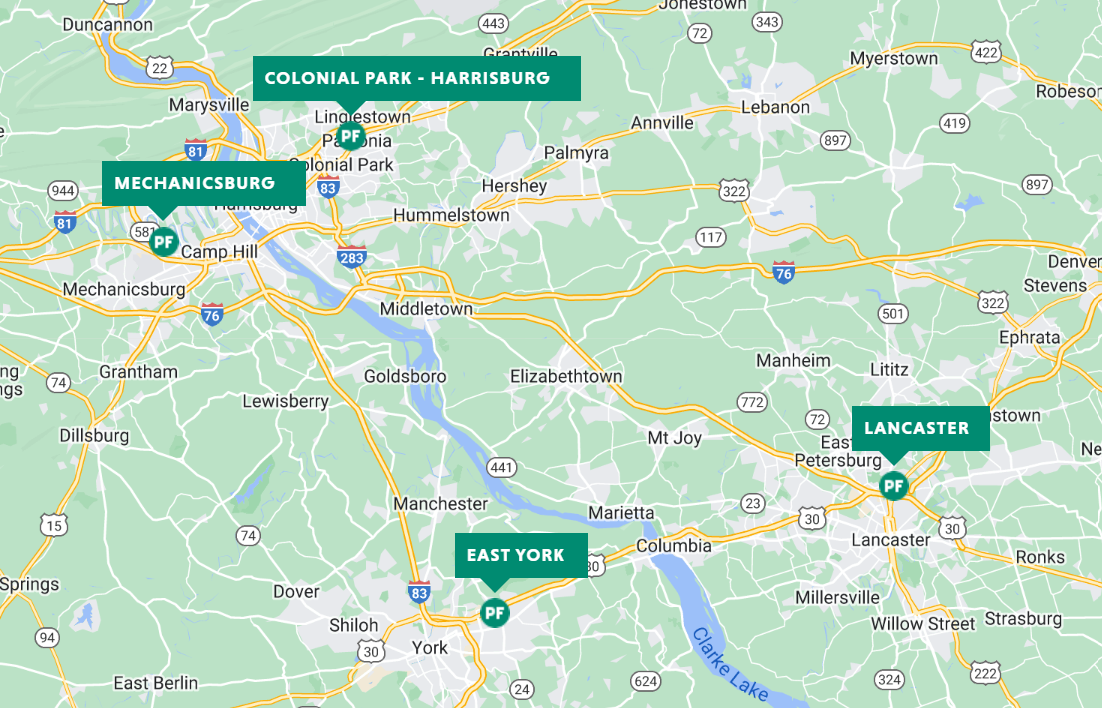 Jonestown
Duncannon
443
343
72
Grantville
422
Myerstown
22
COLONIAL PARK - HARRISBURG
Marysville
Lebanon
Linglestown
Annville
419
PF
81
897
Palmyra
Colonial Park
MECHANICSBURG
Hershey
83
944
322
897
Harrisburg
Hummelstown
81
581
PF
Camp Hill
117
283
76
Denver
Mechanicsburg
Stevens
Middletown
322
76
501
Ephrata
Manheim
Lititz
Grantham
Goldsboro
Elizabethtown
74
Lewisberry
772
LANCASTER
72
Dillsburg
Mt Joy
East
Petersburg
441
PF
Manchester
23
Marietta
30
15
74
30
Lancaster
Columbia
EAST YORK
Ronks
Springs
Dover
83
Millersville
PF
Shiloh
Willow Street
Strasburg
94
York
30
Clarke Lake
East Berlin
24
624
324
222